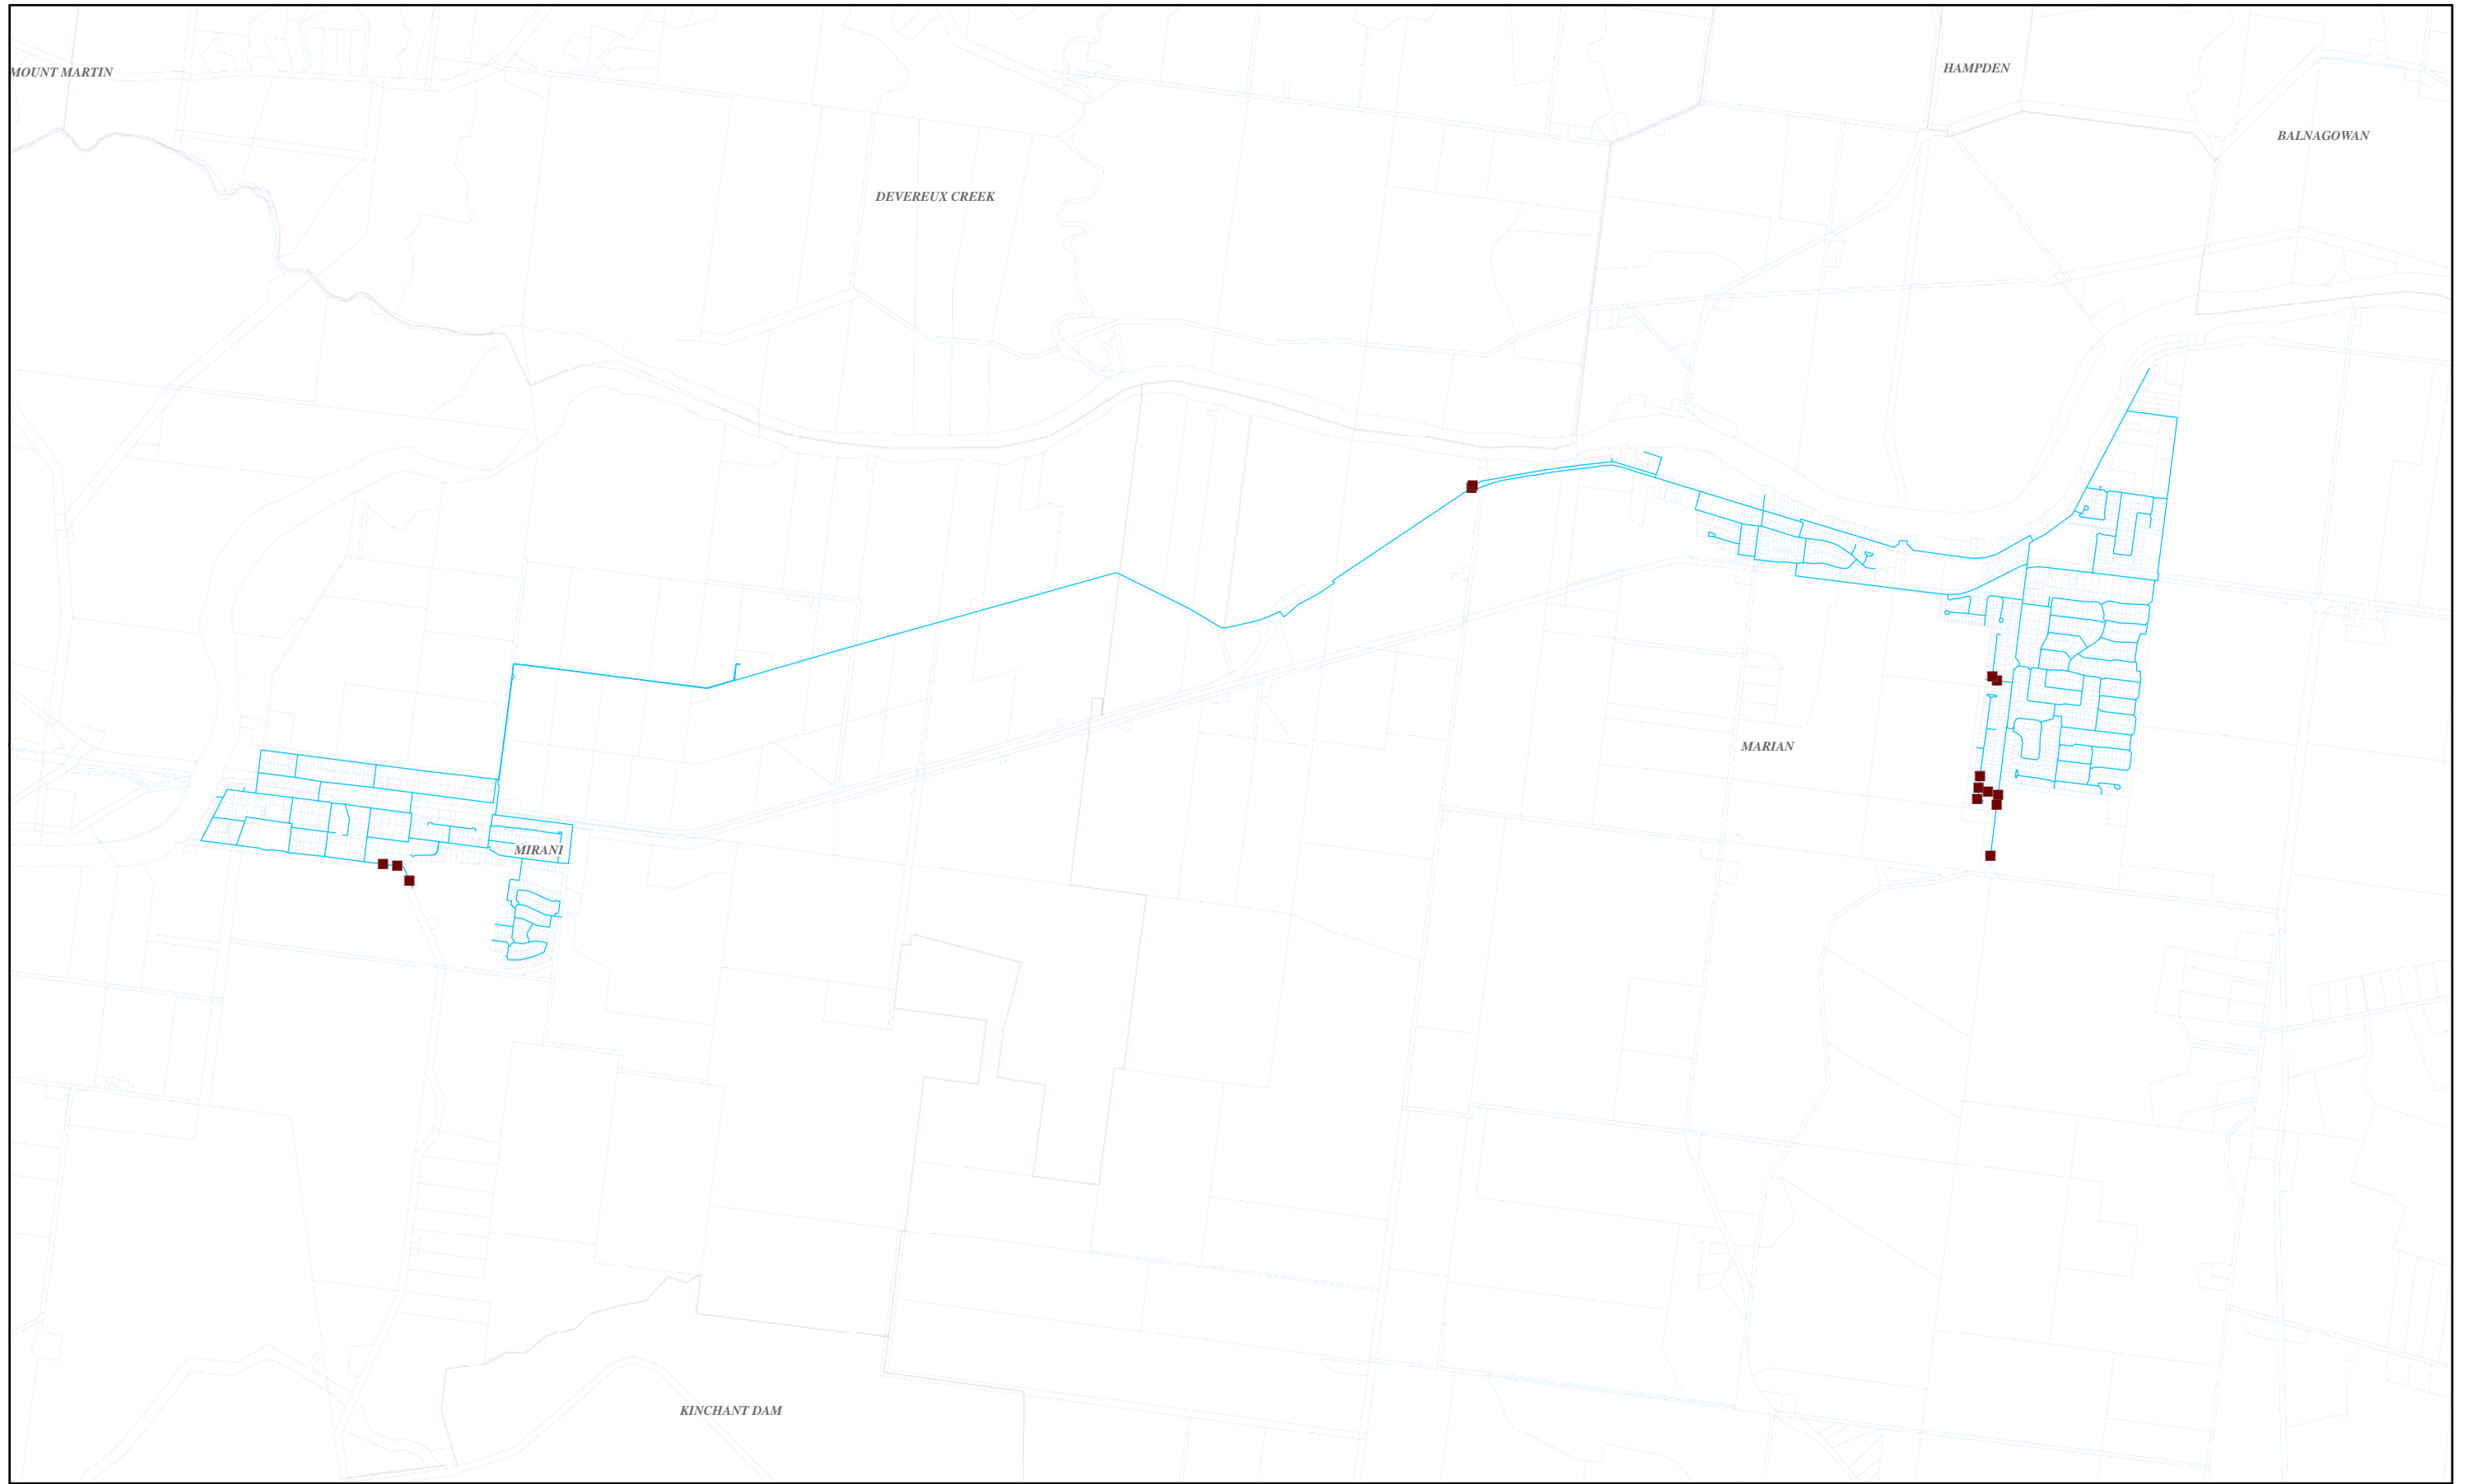 HAMPDEN
MOUNT MARTIN
BALNAGOWAN
DEVEREUX CREEK
MARIAN
MIRANI
KINCHANT DAM